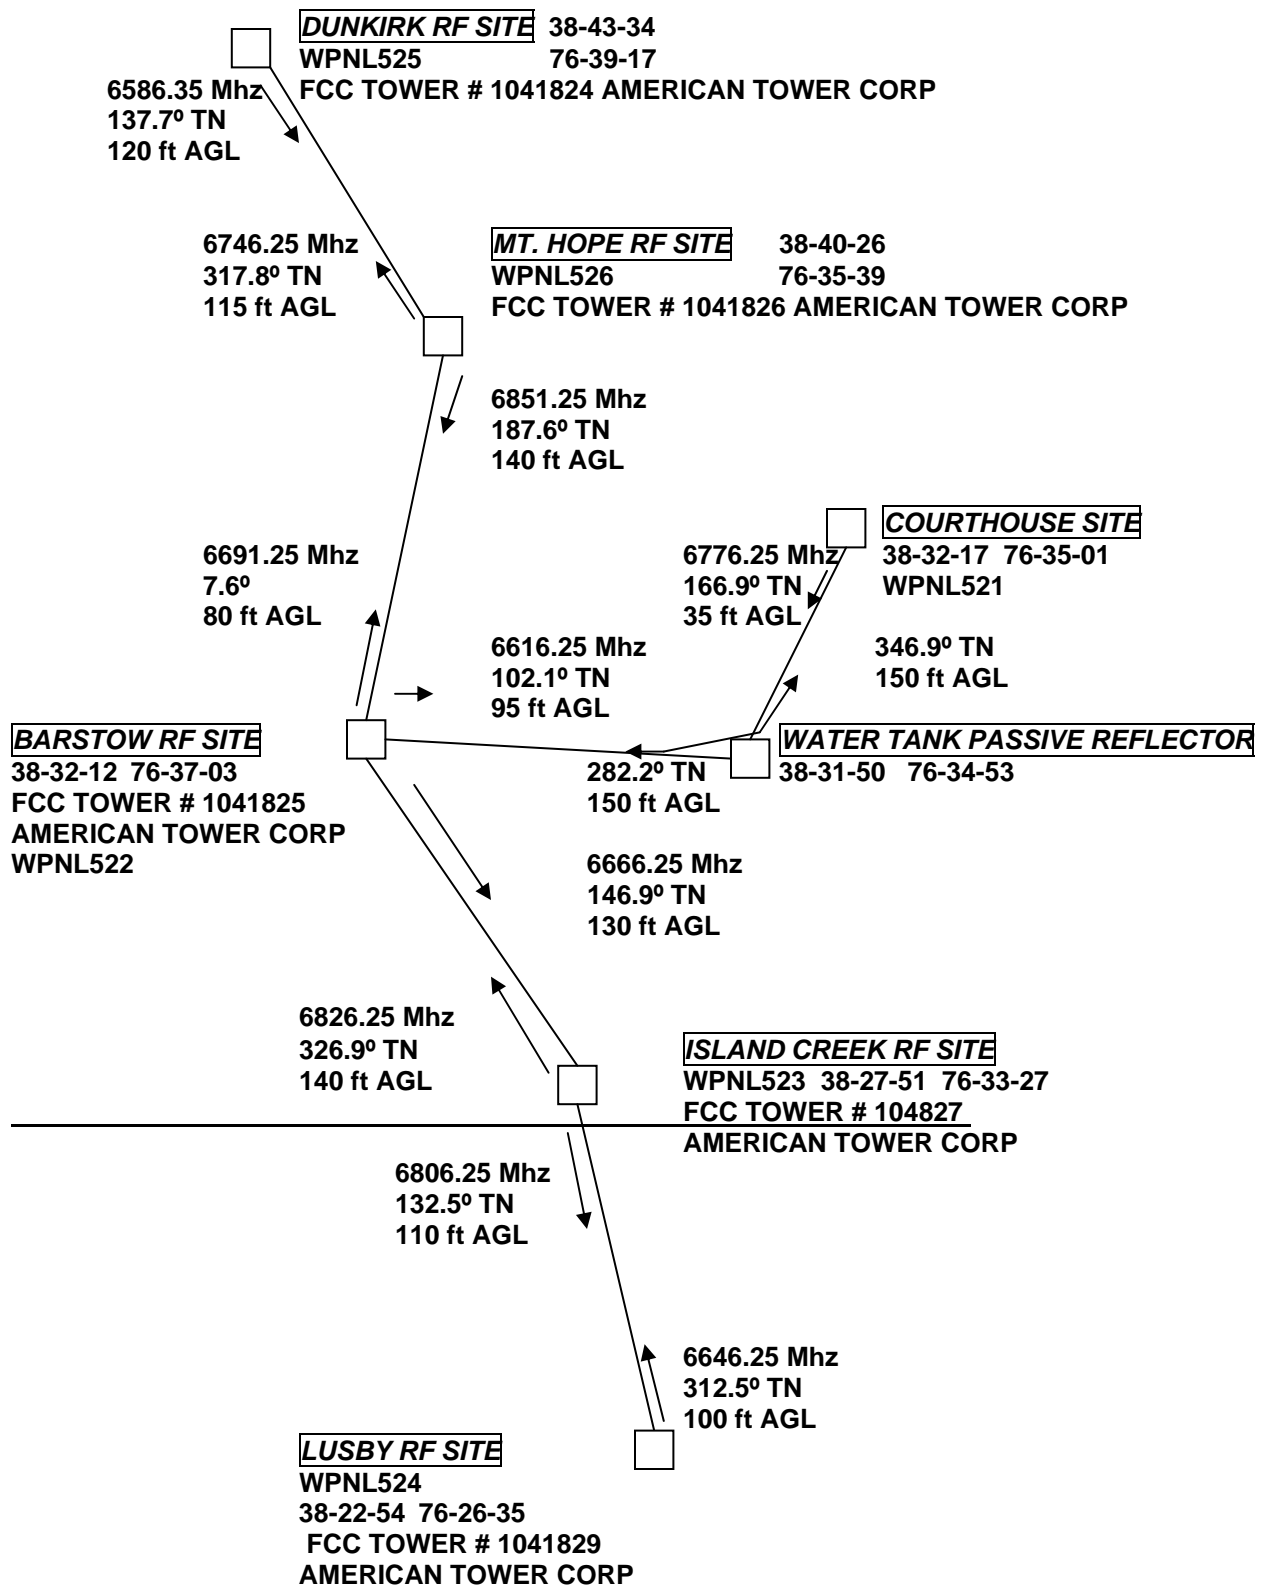 DUNKIRK RF SITE 38-43-34
WPNL525 76-39-17
FCC TOWER # 1041824 AMERICAN TOWER CORP
6586.35 Mhz
137.7º TN
120 ft AGL
6746.25 Mhz
317.8º TN
115 ft AGL
MT. HOPE RF SITE 38-40-26
WPNL526 76-35-39
FCC TOWER # 1041826 AMERICAN TOWER CORP
6851.25 Mhz
187.6º TN
140 ft AGL
6691.25 Mhz
7.6º
80 ft AGL
6776.25 Mhz
166.9º TN
35 ft AGL
COURTHOUSE SITE
38-32-17 76-35-01
WPNL521
346.9º TN
150 ft AGL
6616.25 Mhz
102.1º TN
95 ft AGL
BARSTOW RF SITE
38-32-12 76-37-03
FCC TOWER # 1041825
AMERICAN TOWER CORP
WPNL522
WATER TANK PASSIVE REFLECTOR
38-31-50 76-34-53
282.2º TN
150 ft AGL
6666.25 Mhz
146.9º TN
130 ft AGL
6826.25 Mhz
326.9º TN
140 ft AGL
ISLAND CREEK RF SITE
WPNL523 38-27-51 76-33-27
FCC TOWER # 104827
AMERICAN TOWER CORP
6806.25 Mhz
132.5º TN
110 ft AGL
6646.25 Mhz
312.5º TN
100 ft AGL
LUSBY RF SITE
WPNL524
38-22-54 76-26-35
FCC TOWER # 1041829
AMERICAN TOWER CORP